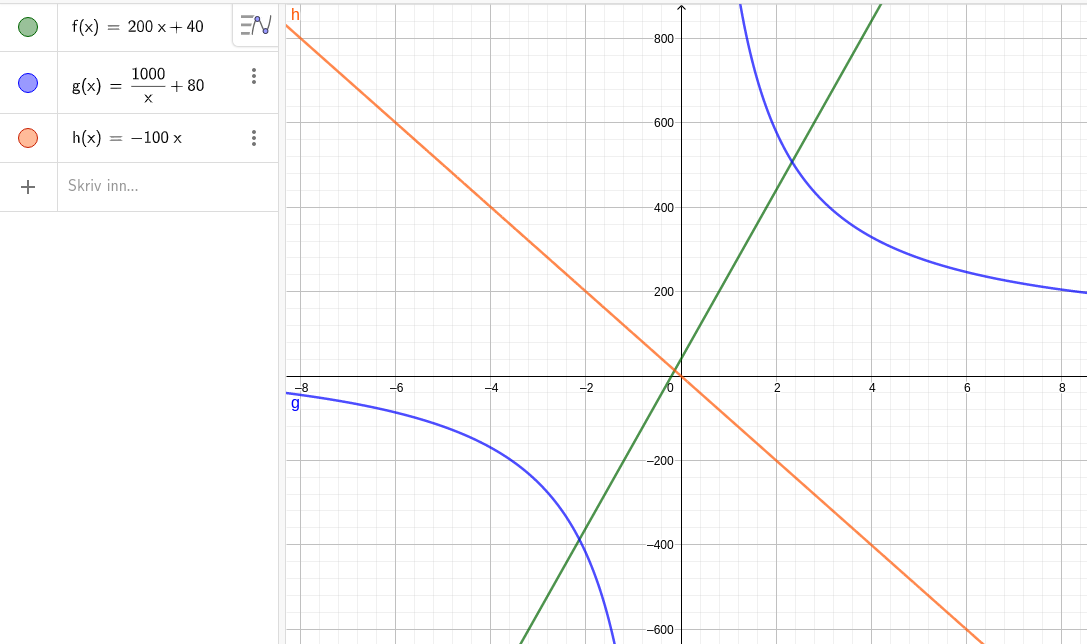 f(x) = 200 x + 40
g(x) = 1000/x + 80
h(x) = −100 x
+ Skriv inn...
h
800
600
400
200
−8 −6 −4 −2 0 2 4 6 8
g
−200
−400
−600